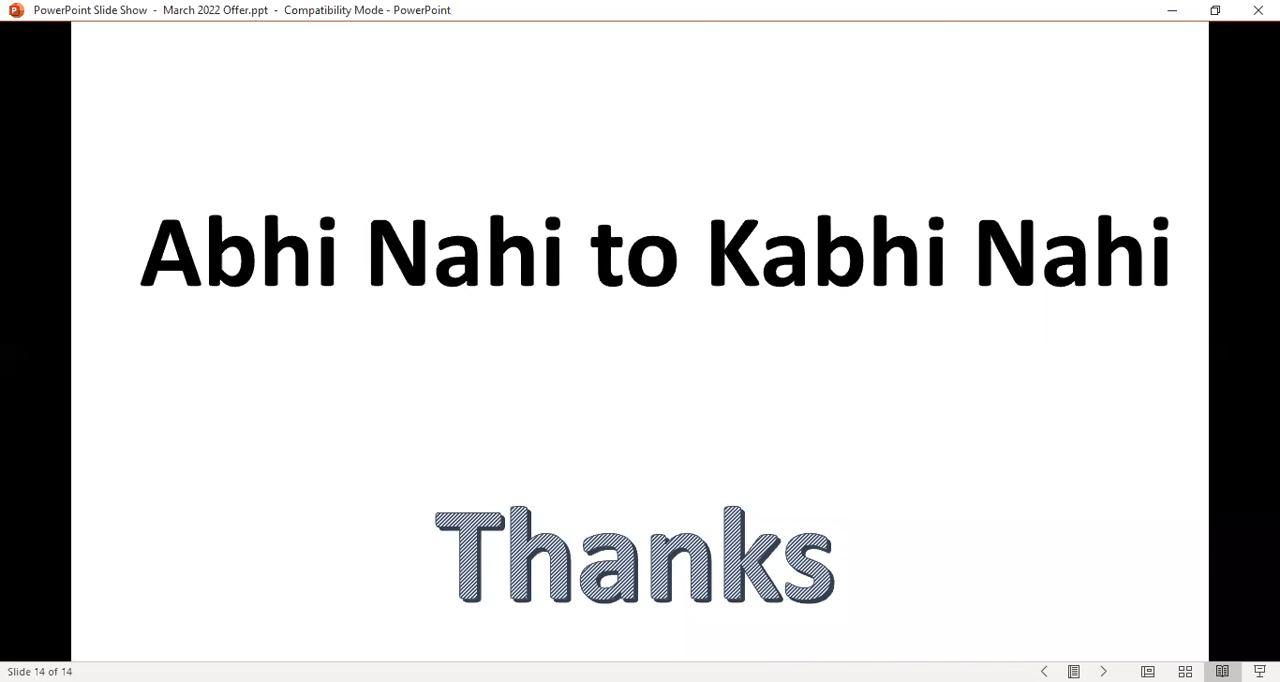 PowerPoint Slide Show - March 2022 Offer.ppt - Compatibility Mode - PowerPoint
Abhi Nahi to Kabhi Nahi
Thanks
Slide 14 of 14